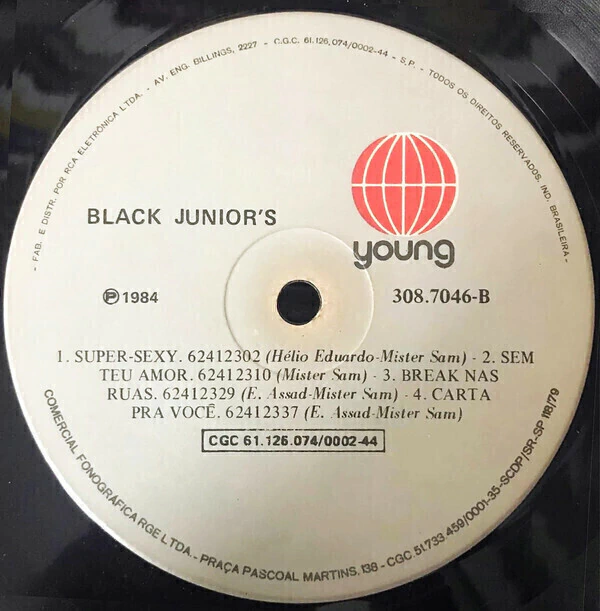 - FAB. E DISTR. POR RCA ELETRÔNICA LTDA. - AV. ENG. BILLINGS, 2227 - C.G.C. 61.126,074/0002-44 - S.P. - TODOS OS DIREITOS RESERVADOS. IND. BRASILEIRA -
BLACK JUNIOR'S
young
℗ 1984
308.7046-B
1. SUPER-SEXY. 62412302 (Hélio Eduardo-Mister Sam) - 2. SEM
TEU AMOR. 62412310 (Mister Sam) - 3. BREAK NAS
RUAS. 62412329 (E. Assad-Mister Sam) - 4. CARTA
PRA VOCÊ. 62412337 (E. Assad-Mister Sam)
CGC 61.126.074/0002-44
COMERCIAL FONOGRÁFICA RGE LTDA. - PRAÇA PASCOAL MARTINS, 138 - CGC. 51.733.459/0001-35-SCDP/SR-SP 118/79